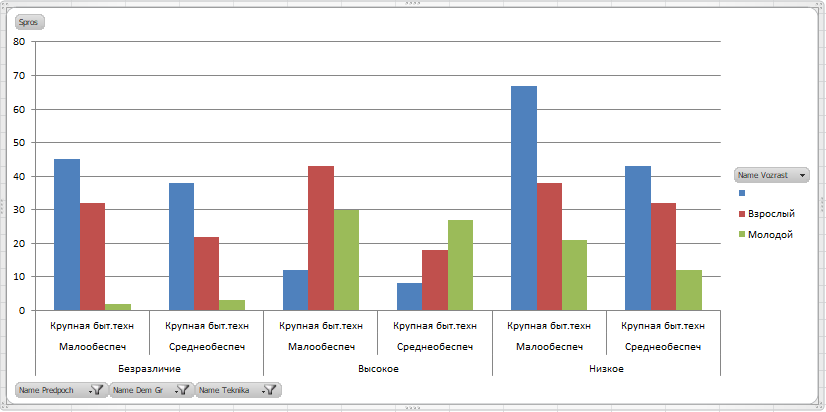 Spros
80
70
60
50
40
30
20
10
0
Крупная быт.техн Крупная быт.техн Крупная быт.техн Крупная быт.техн Крупная быт.техн Крупная быт.техн
Малообеспеч Среднеобеспеч Малообеспеч Среднеобеспеч Малообеспеч Среднеобеспеч
Безразличие Высокое Низкое
Name Predpoch Name Dem Gr Name Teknika
Name Vozrast
Взрослый
Молодой